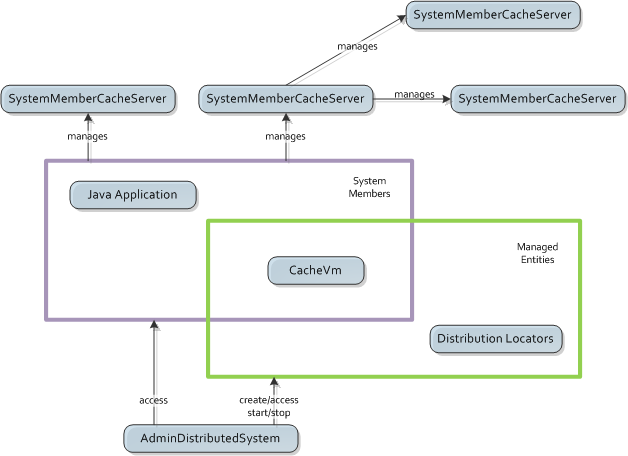 SystemMemberCacheServer
manages
SystemMemberCacheServer
SystemMemberCacheServer
manages
SystemMemberCacheServer
manages
manages
System
Members
Java Application
Managed
Entities
CacheVm
Distribution Locators
access
create/access
start/stop
AdminDistributedSystem